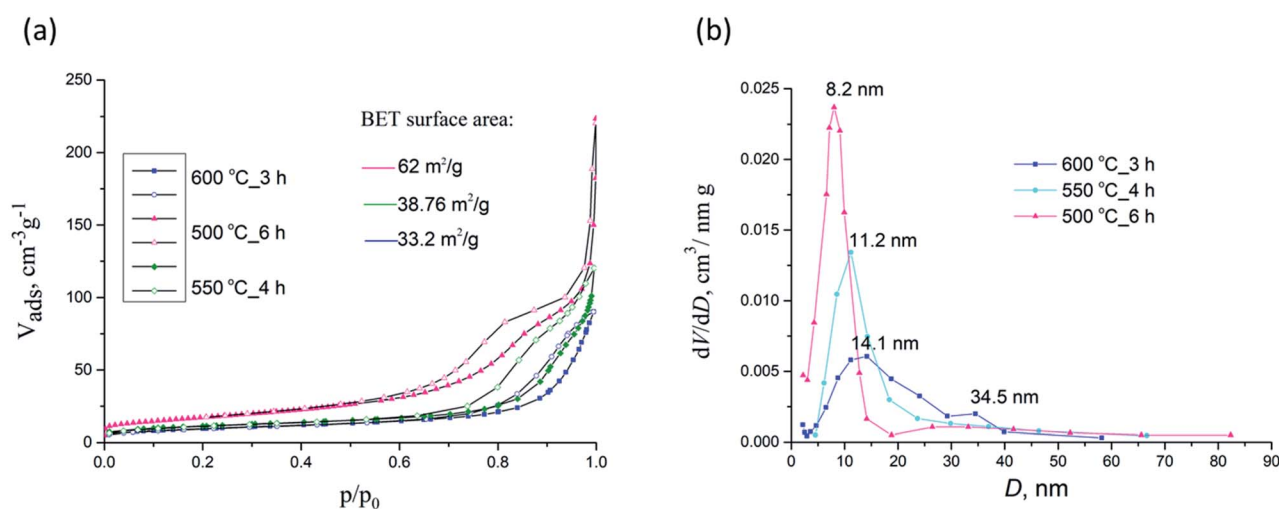 (a)
250
200
150
100
50
0
V_ads, cm⁻³g⁻¹
0.0 0.2 0.4 0.6 0.8 1.0
p/p₀
600 °C_3 h
500 °C_6 h
550 °C_4 h
BET surface area:
62 m²/g
38.76 m²/g
33.2 m²/g
(b)
0.025
0.020
0.015
0.010
0.005
0.000
dV/dD, cm³/ nm g
0 10 20 30 40 50 60 70 80 90
D, nm
8.2 nm
11.2 nm
14.1 nm
34.5 nm
600 °C_3 h
550 °C_4 h
500 °C_6 h